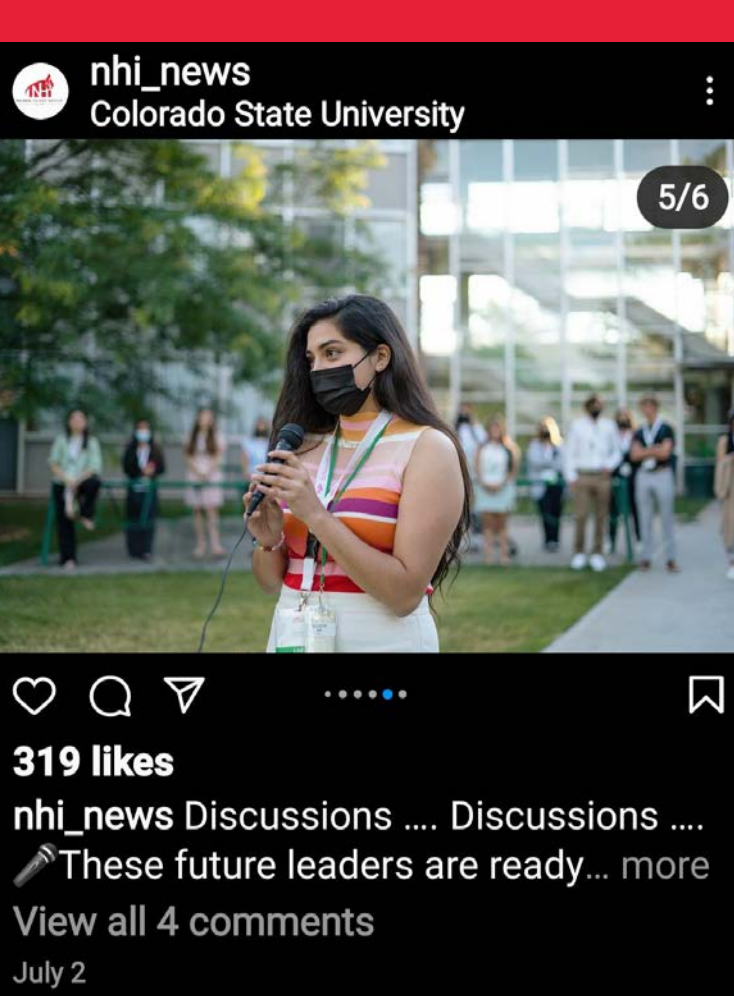 NHI
nhi_news
Colorado State University
5/6
319 likes
nhi_news Discussions .... Discussions ....
🎤These future leaders are ready... more
View all 4 comments
July 2